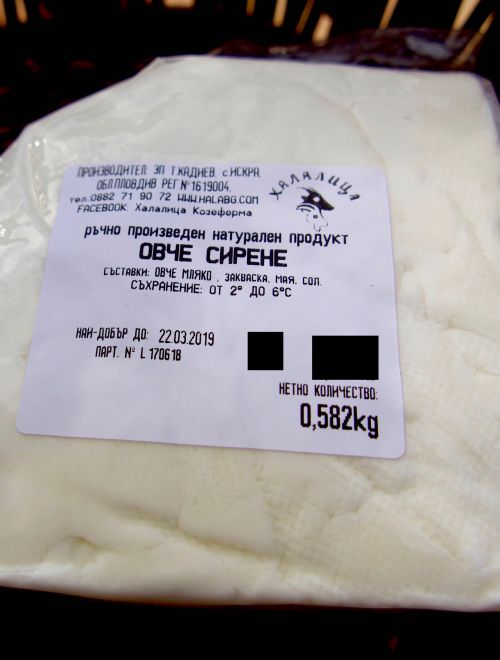 ПРОИЗВОДИТЕЛ: ЗП Т.КАДИЕВ, с.ИСКРА,
ОБЛ.ПЛОВДИВ РЕГ.№1619004,
тел.0882 71 90 72 WWW.HALABG.COM
FACEBOOK: Халалица Козеферма
ХАЛАЛИЦА
ръчно произведен натурален продукт
ОВЧЕ СИРЕНЕ
СЪСТАВКИ: ОВЧЕ МЛЯКО , ЗАКВАСКА, МАЯ, СОЛ.
СЪХРАНЕНИЕ: ОТ 2° ДО 6°C
НАЙ-ДОБЪР ДО: 22.03.2019
ПАРТ. № L 170618
НЕТНО КОЛИЧЕСТВО:
0,582kg